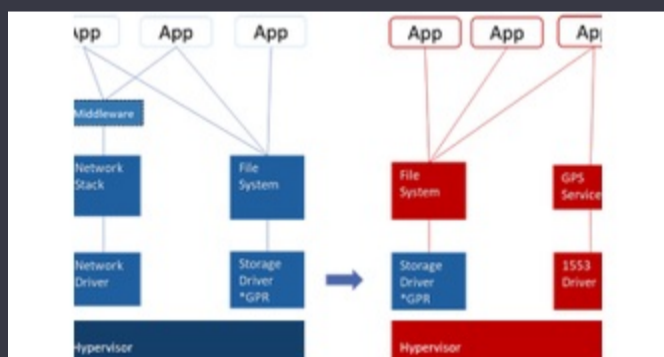 App
App
App
App
App
Middleware
Network
Stack
File
System
File
System
GPS
Service
Network
Driver
Storage
Driver
*GPR
Storage
Driver
*GPR
1553
Driver
Hypervisor
Hypervisor